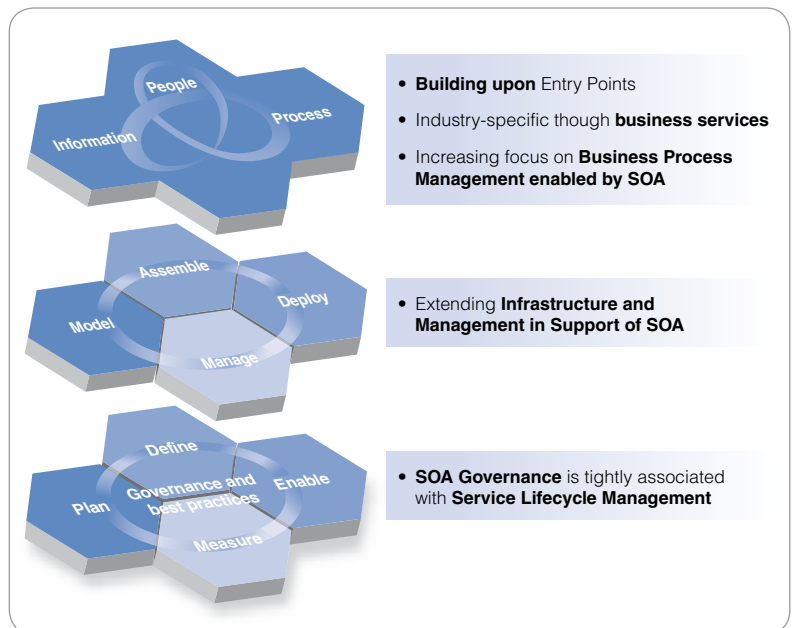 People
Process
Information
• Building upon Entry Points
• Industry-specific though business services
• Increasing focus on Business Process
Management enabled by SOA
Assemble
Deploy
Model
Manage
• Extending Infrastructure and
Management in Support of SOA
Define
Enable
Governance and
best practices
Plan
Measure
• SOA Governance is tightly associated
with Service Lifecycle Management